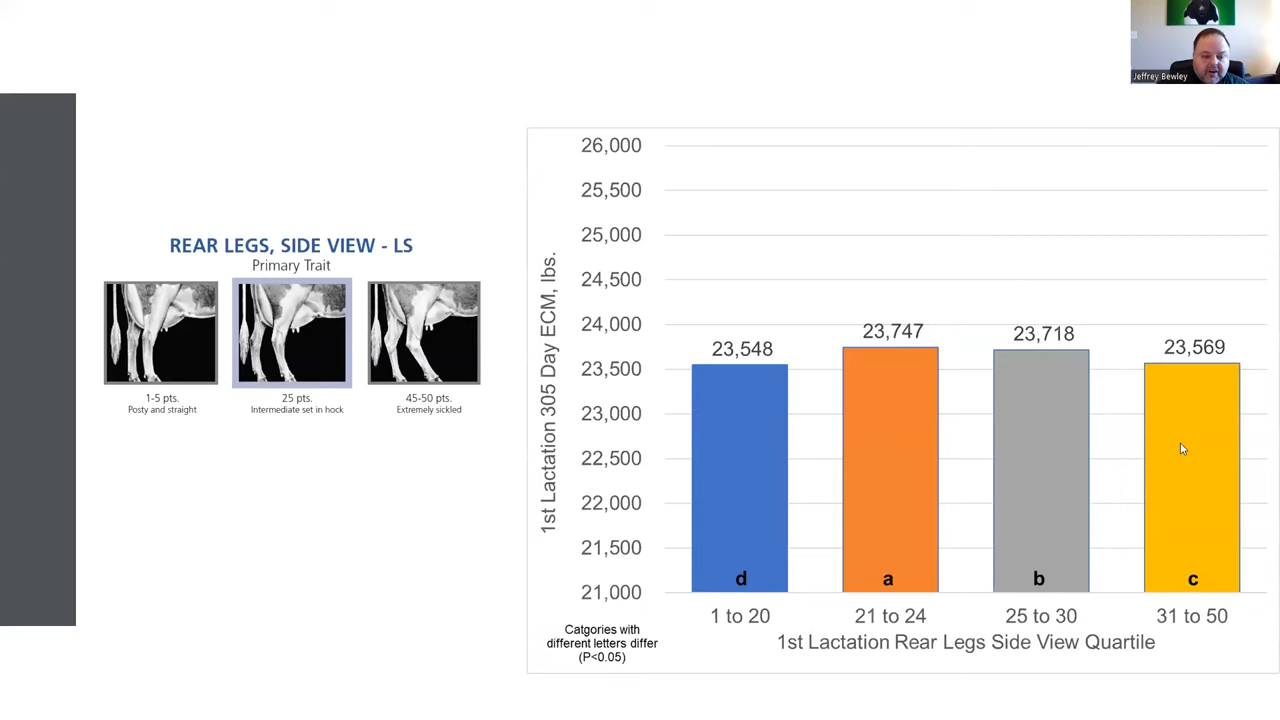 Jeffrey Bewley
REAR LEGS, SIDE VIEW - LS
Primary Trait
1-5 pts.
Posty and straight
25 pts.
Intermediate set in hock
45-50 pts.
Extremely sickled
1st Lactation 305 Day ECM, lbs.
26,000
25,500
25,000
24,500
24,000
23,500
23,000
22,500
22,000
21,500
21,000
23,548
23,747
23,718
23,569
d
a
b
c
1 to 20
21 to 24
25 to 30
31 to 50
1st Lactation Rear Legs Side View Quartile
Catgories with
different letters differ
(P<0.05)